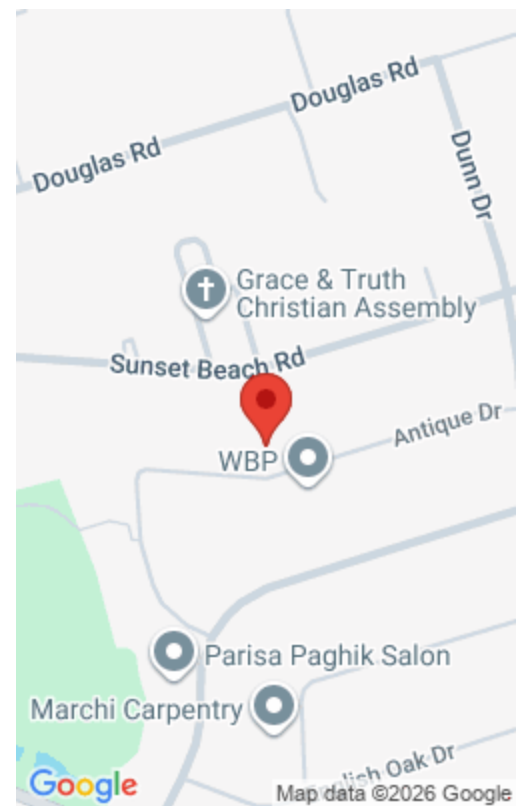 Douglas Rd
Douglas Rd
Dunn Dr
Grace & Truth
Christian Assembly
Sunset Beach Rd
Antique Dr
WBP
Parisa Paghik Salon
Marchi Carpentry
English Oak Dr
Google
Map data ©2026 Google